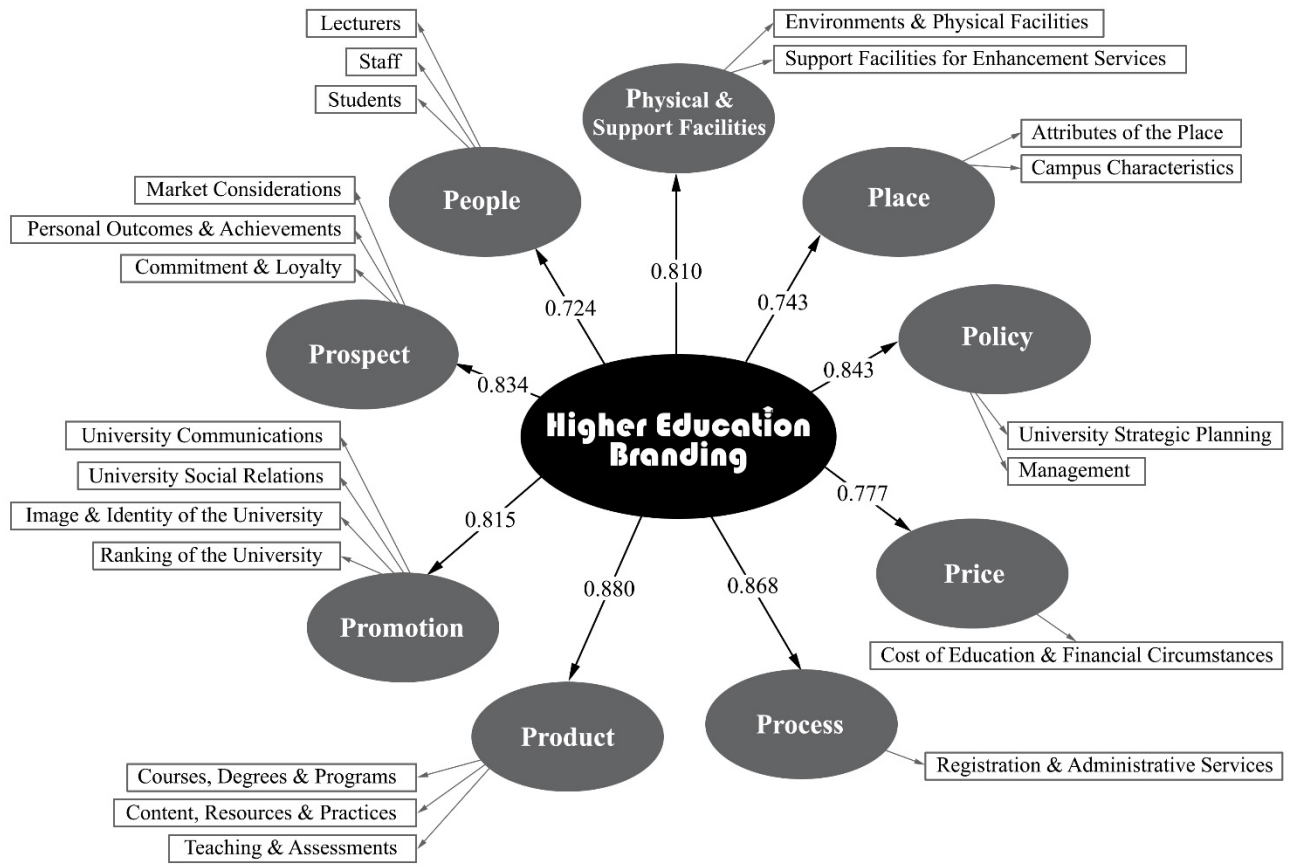 Lecturers
Staff
Students
People
Environments & Physical Facilities
Support Facilities for Enhancement Services
Physical &
Support Facilities
Attributes of the Place
Campus Characteristics
Place
Market Considerations
Personal Outcomes & Achievements
Commitment & Loyalty
Prospect
0.724
0.810
0.743
Policy
0.834
0.843
University Strategic Planning
Management
Higher Education
Branding
University Communications
University Social Relations
Image & Identity of the University
Ranking of the University
Promotion
0.815
0.777
Price
Cost of Education & Financial Circumstances
0.880
0.868
Product
Process
Courses, Degrees & Programs
Content, Resources & Practices
Teaching & Assessments
Registration & Administrative Services